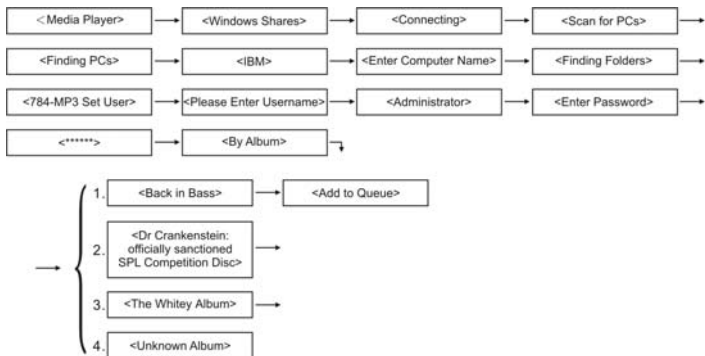 <Media Player>
<Windows Shares>
<Connecting>
<Scan for PCs>
<Finding PCs>
<IBM>
<Enter Computer Name>
<Finding Folders>
<784-MP3 Set User>
<Please Enter Username>
<Administrator>
<Enter Password>
<******>
<By Album>
1. <Back in Bass>
<Add to Queue>
2. <Dr Crankenstein:
officially sanctioned
SPL Competition Disc>
3. <The Whitey Album>
4. <Unknown Album>